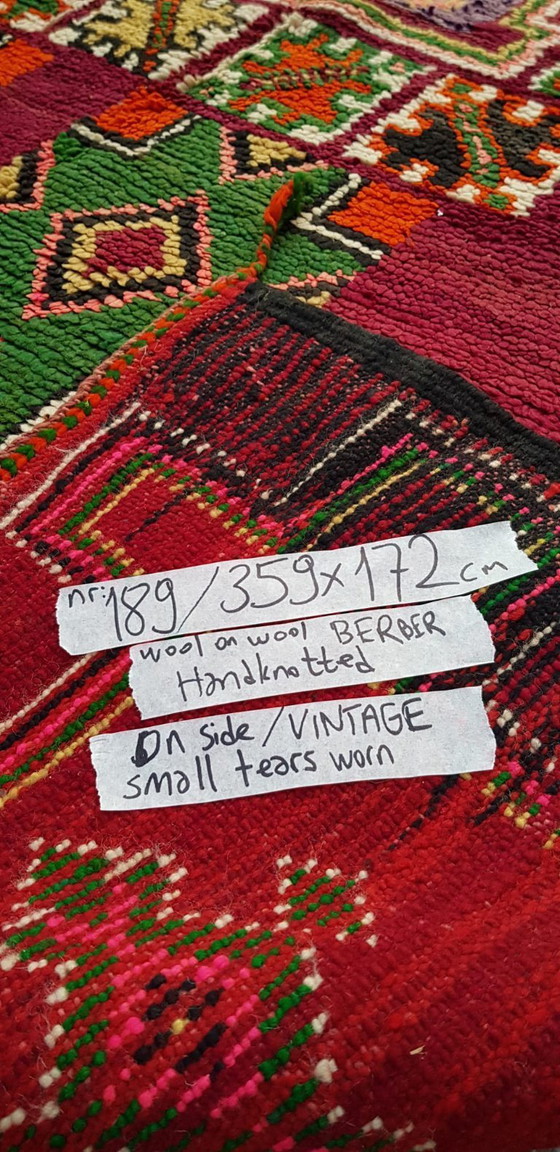 nr: 189/359x172cm
wool on wool BERBER
Handknotted
On side/VINTAGE
small tears worn